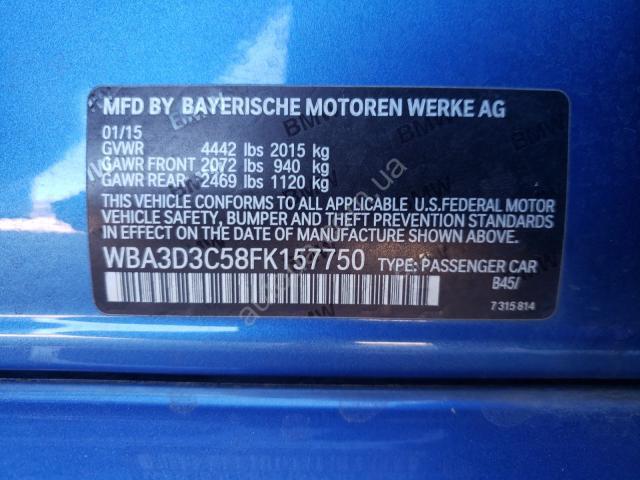 MFD BY BAYERISCHE MOTOREN WERKE AG
01/15
GVWR 4442 lbs 2015 kg
GAWR FRONT 2072 lbs 940 kg
GAWR REAR 2469 lbs 1120 kg
THIS VEHICLE CONFORMS TO ALL APPLICABLE U.S.FEDERAL MOTOR
VEHICLE SAFETY, BUMPER AND THEFT PREVENTION STANDARDS
IN EFFECT ON DATE OF MANUFACTURE SHOWN ABOVE.
WBA3D3C58FK157750 TYPE: PASSENGER CAR
B45/
7 315 814